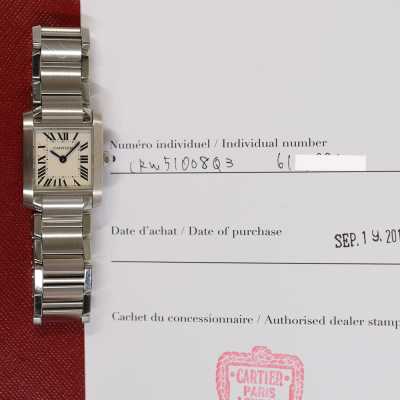 CARTIER
Numéro individuel / Individual number
CRW51008Q3 61
Date d'achat / Date of purchase
SEP. 19. 201
Cachet du concessionnaire / Authorised dealer stamp
CARTIER
PARIS